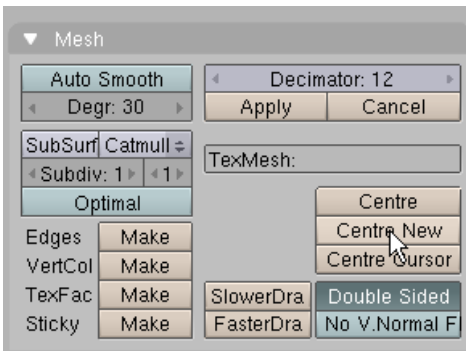 Mesh
Auto Smooth
Degr: 30
Decimator: 12
Apply
Cancel
SubSurf
Catmull
Subdiv: 1
1
Optimal
TexMesh:
Centre
Centre New
Centre Cursor
Edges
Make
VertCol
Make
TexFac
Make
Sticky
Make
SlowerDra
Double Sided
FasterDra
No V.Normal Fl